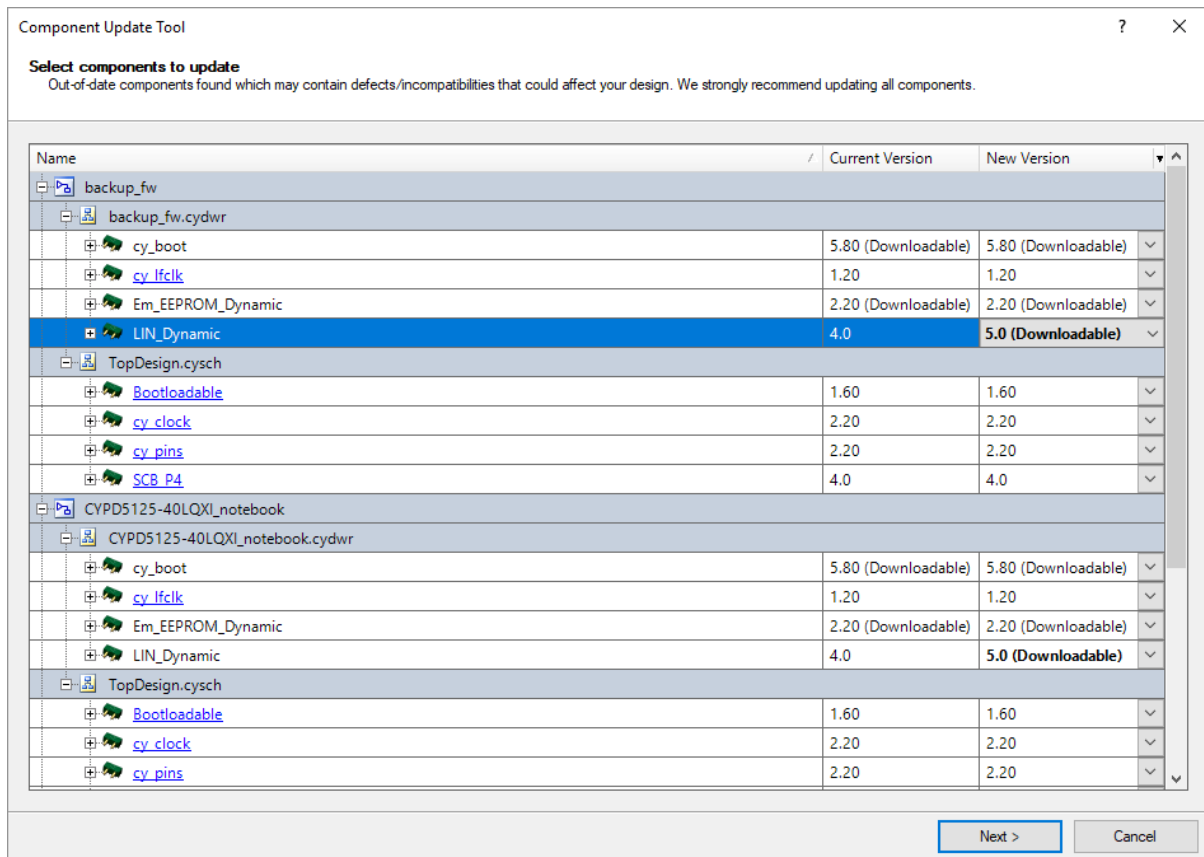 Component Update Tool
Select components to update
Out-of-date components found which may contain defects/incompatibilities that could affect your design. We strongly recommend updating all components.
Name Current Version New Version
backup_fw
backup_fw.cydwr
cy_boot 5.80 (Downloadable) 5.80 (Downloadable)
cy_lfclk 1.20 1.20
Em_EEPROM_Dynamic 2.20 (Downloadable) 2.20 (Downloadable)
LIN_Dynamic 4.0 5.0 (Downloadable)
TopDesign.cysch
Bootloadable 1.60 1.60
cy_clock 2.20 2.20
cy_pins 2.20 2.20
SCB_P4 4.0 4.0
CYPD5125-40LQXI_notebook
CYPD5125-40LQXI_notebook.cydwr
cy_boot 5.80 (Downloadable) 5.80 (Downloadable)
cy_lfclk 1.20 1.20
Em_EEPROM_Dynamic 2.20 (Downloadable) 2.20 (Downloadable)
LIN_Dynamic 4.0 5.0 (Downloadable)
TopDesign.cysch
Bootloadable 1.60 1.60
cy_clock 2.20 2.20
cy_pins 2.20 2.20
Next > Cancel